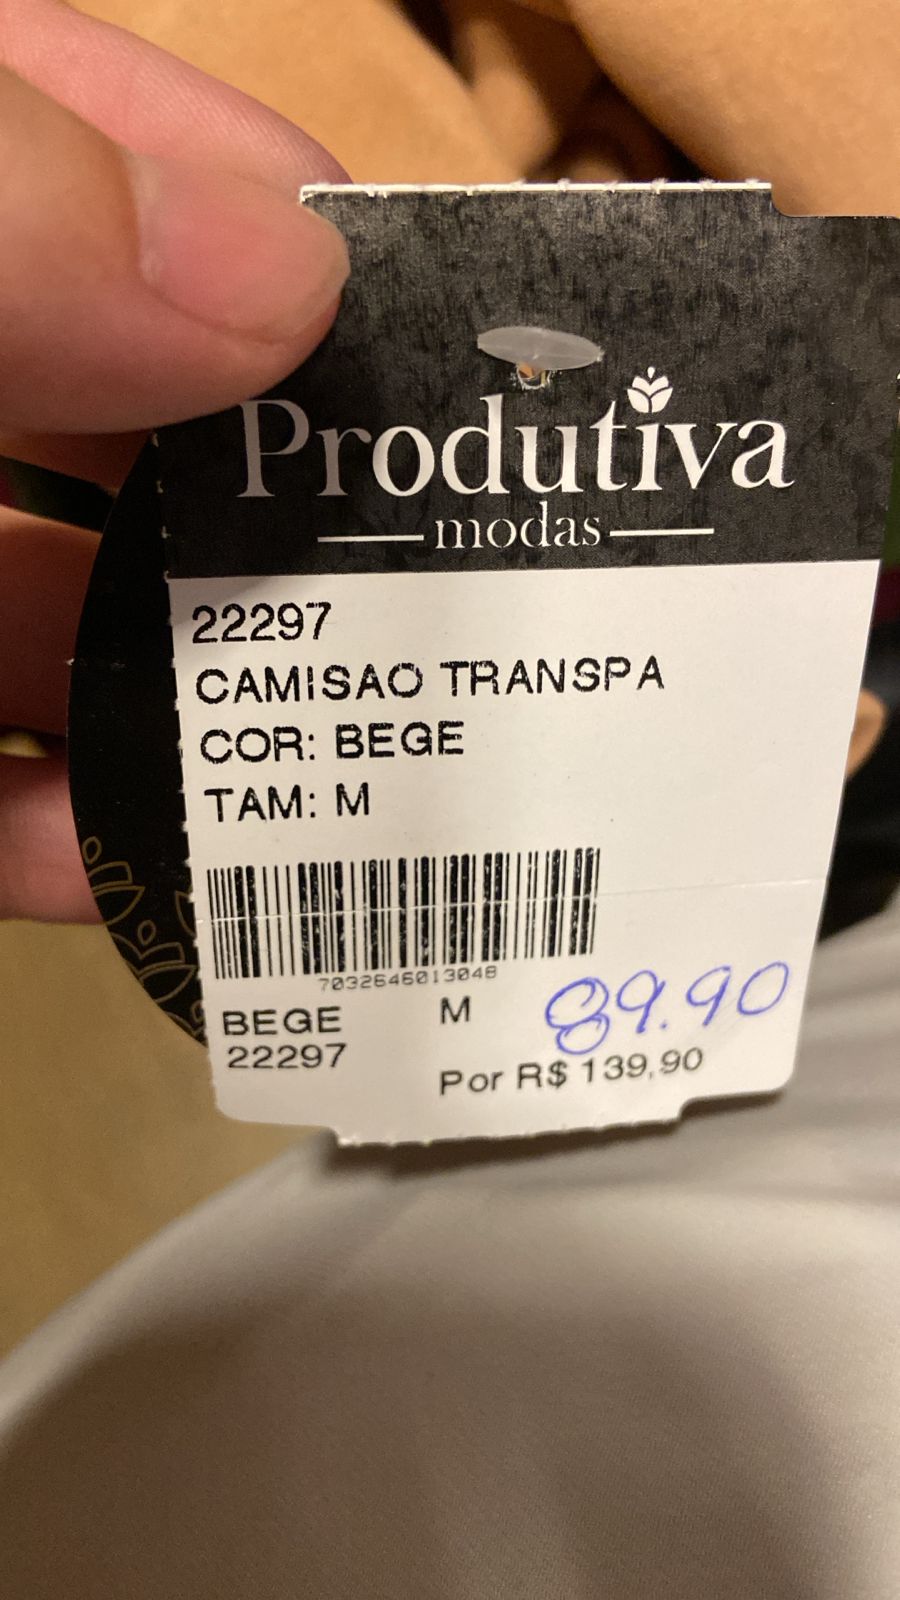 Produtiva
modas
22297
CAMISAO TRANSPA
COR: BEGE
TAM: M
7032646013048
BEGE M
22297
89.90
Por R$ 139,90